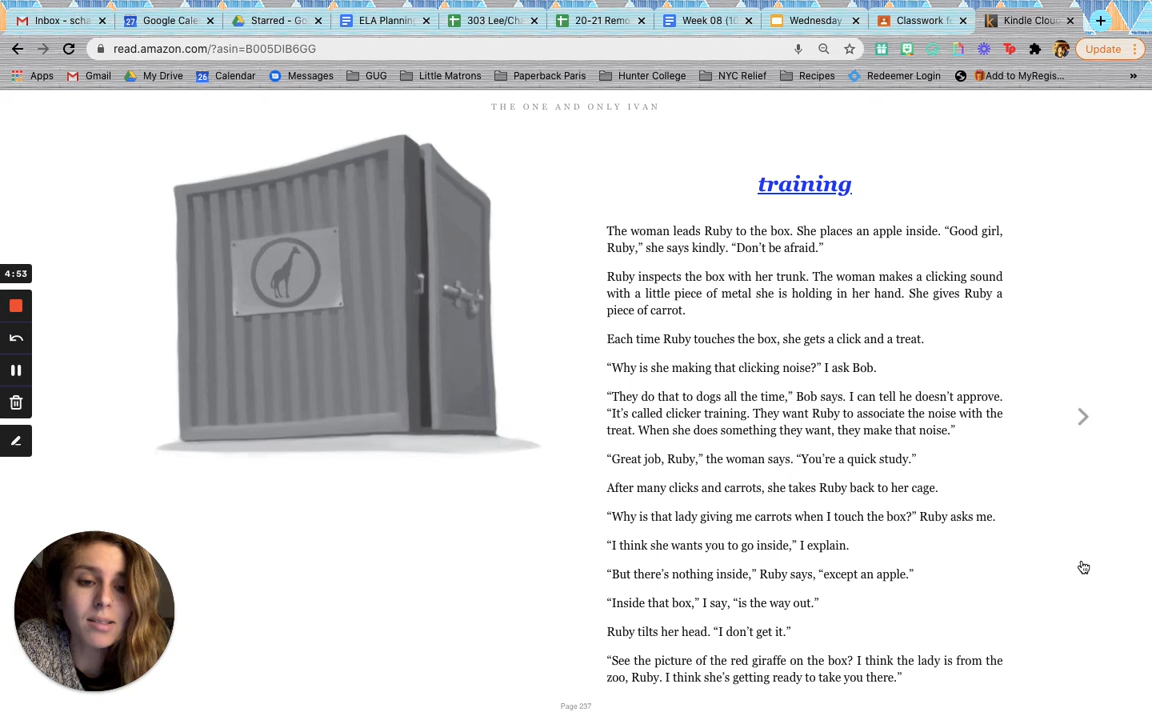 Inbox - scha
Google Cale
Starred - Go
ELA Plannin
303 Lee/Cha
20-21 Remo
Week 08 (10
Wednesday
Classwork f
Kindle Clou
read.amazon.com/?asin=B005DIB6GG
Update
Apps
Gmail
My Drive
Calendar
Messages
GUG
Little Matrons
Paperback Paris
Hunter College
NYC Relief
Recipes
Redeemer Login
Add to MyRegis...
»
THE ONE AND ONLY IVAN
training
The woman leads Ruby to the box. She places an apple inside. “Good girl,
Ruby,” she says kindly. “Don’t be afraid.”
Ruby inspects the box with her trunk. The woman makes a clicking sound
with a little piece of metal she is holding in her hand. She gives Ruby a
piece of carrot.
Each time Ruby touches the box, she gets a click and a treat.
“Why is she making that clicking noise?” I ask Bob.
“They do that to dogs all the time,” Bob says. I can tell he doesn’t approve.
“It’s called clicker training. They want Ruby to associate the noise with the
treat. When she does something they want, they make that noise.”
“Great job, Ruby,” the woman says. “You’re a quick study.”
After many clicks and carrots, she takes Ruby back to her cage.
“Why is that lady giving me carrots when I touch the box?” Ruby asks me.
“I think she wants you to go inside,” I explain.
“But there’s nothing inside,” Ruby says, “except an apple.”
“Inside that box,” I say, “is the way out.”
Ruby tilts her head. “I don’t get it.”
“See the picture of the red giraffe on the box? I think the lady is from the
zoo, Ruby. I think she’s getting ready to take you there.”
4:53
Page 237